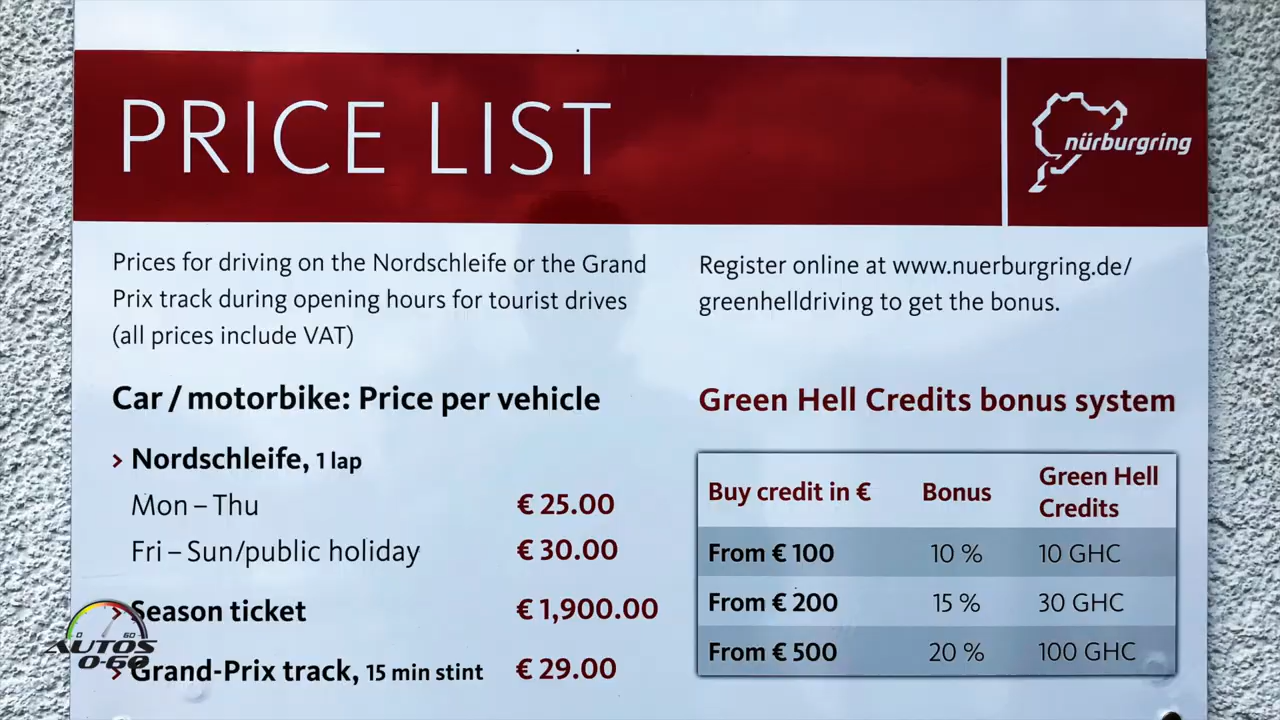 PRICE LIST
nürburgring
Prices for driving on the Nordschleife or the Grand
Prix track during opening hours for tourist drives
(all prices include VAT)
Register online at www.nuerburgring.de/
greenhelldriving to get the bonus.
Car / motorbike: Price per vehicle
› Nordschleife, 1 lap
Mon – Thu € 25.00
Fri – Sun/public holiday € 30.00
› Season ticket € 1,900.00
› Grand-Prix track, 15 min stint € 29.00
Green Hell Credits bonus system
Buy credit in € Bonus Green Hell
Credits
From € 100 10 % 10 GHC
From € 200 15 % 30 GHC
From € 500 20 % 100 GHC
0 60
AUTOS
0-60